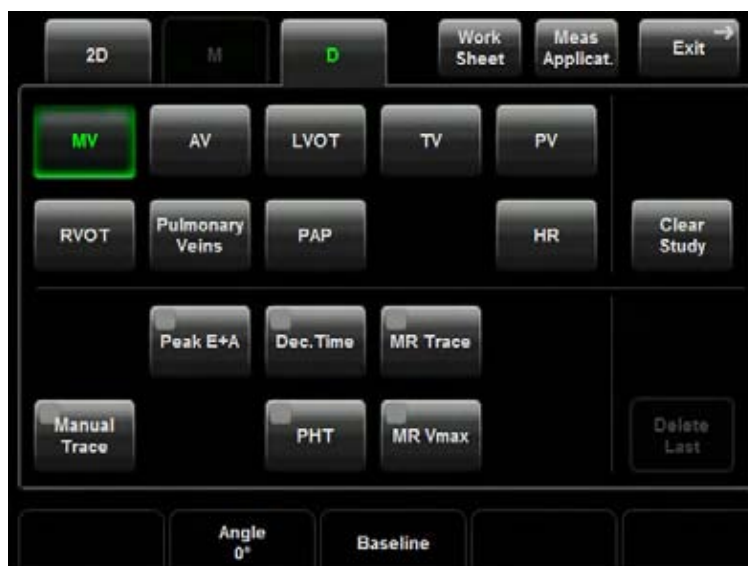 2D
M
D
Work
Sheet
Meas
Applicat.
Exit
MV
AV
LVOT
TV
PV
RVOT
Pulmonary
Veins
PAP
HR
Clear
Study
Peak E+A
Dec.Time
MR Trace
Manual
Trace
PHT
MR Vmax
Delete
Last
Angle
0°
Baseline